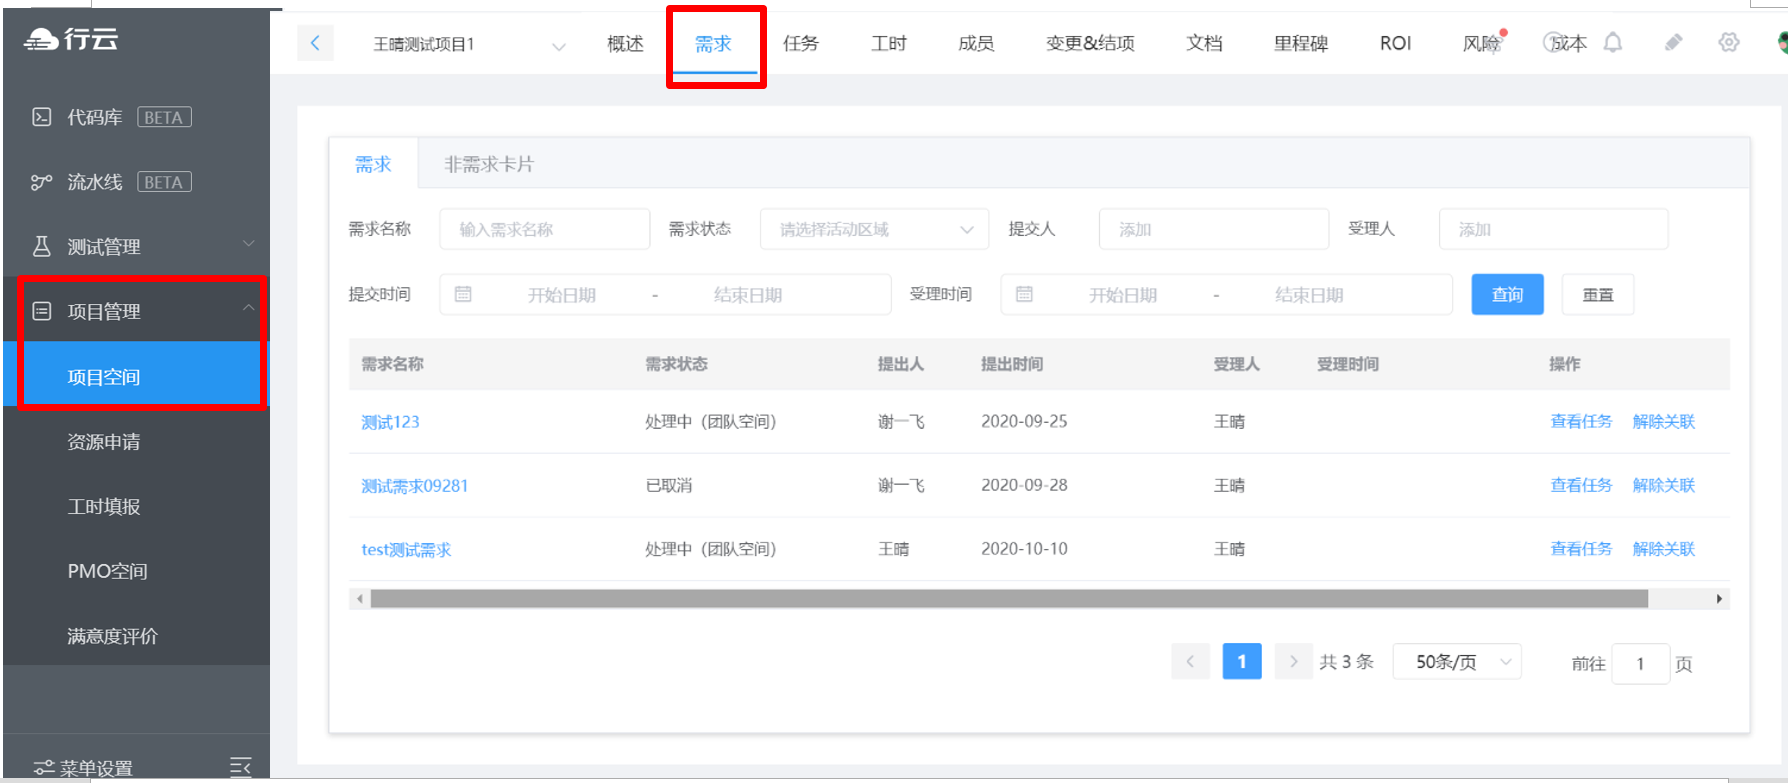 行云
代码库 BETA
流水线 BETA
测试管理
项目管理
项目空间
资源申请
工时填报
PMO空间
满意度评价
菜单设置
王晴测试项目1
概述 需求 任务 工时 成员 变更&结项 文档 里程碑 ROI 风险 成本
需求 非需求卡片
需求名称 输入需求名称 需求状态 请选择活动区域 提交人 添加 受理人 添加
提交时间 开始日期 - 结束日期 受理时间 开始日期 - 结束日期 查询 重置
需求名称 需求状态 提出人 提出时间 受理人 受理时间 操作
测试123 处理中（团队空间） 谢一飞 2020-09-25 王晴 查看任务 解除关联
测试需求09281 已取消 谢一飞 2020-09-28 王晴 查看任务 解除关联
test测试需求 处理中（团队空间） 王晴 2020-10-10 王晴 查看任务 解除关联
1 共 3 条 50条/页 前往 1 页